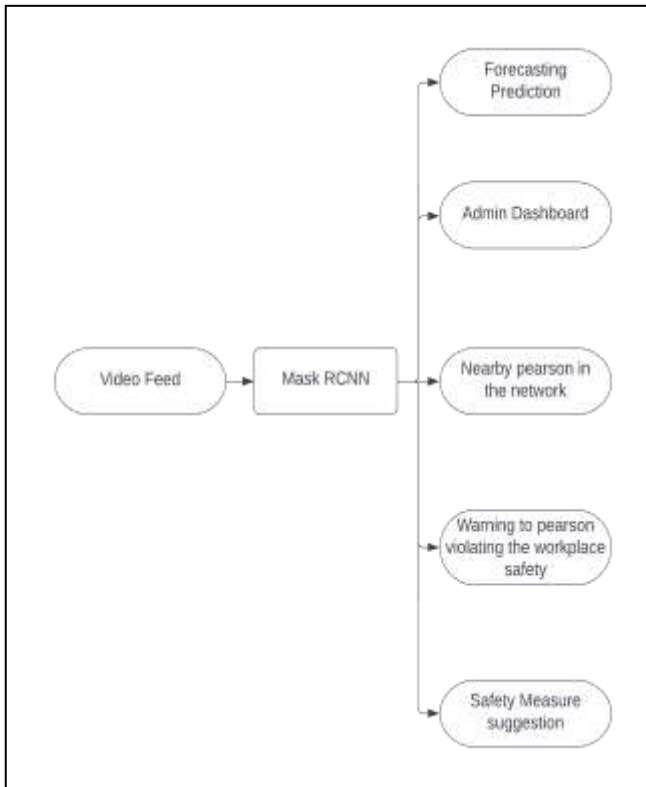 Forecasting
Prediction
Admin Dashboard
Video Feed
Mask RCNN
Nearby pearson in
the network
Warning to pearson
violating the workplace
safety
Safety Measure
suggestion